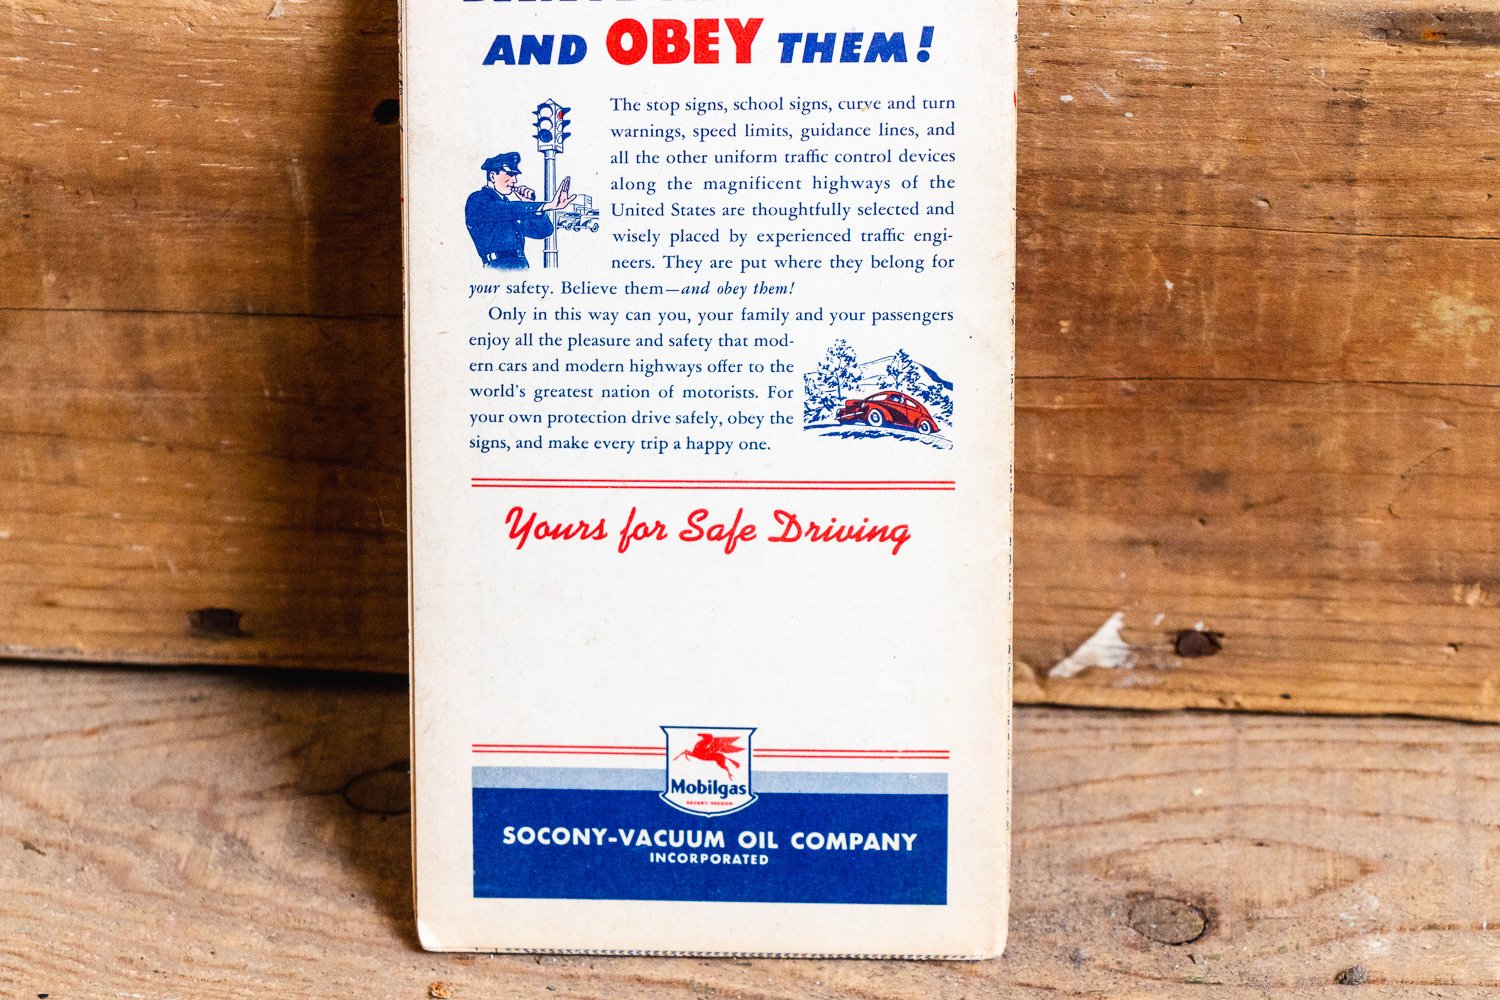 AND OBEY THEM!
The stop signs, school signs, curve and turn
warnings, speed limits, guidance lines, and
all the other uniform traffic control devices
along the magnificent highways of the
United States are thoughtfully selected and
wisely placed by experienced traffic engi-
neers. They are put where they belong for
your safety. Believe them—and obey them!
Only in this way can you, your family and your passengers
enjoy all the pleasure and safety that mod-
ern cars and modern highways offer to the
world's greatest nation of motorists. For
your own protection drive safely, obey the
signs, and make every trip a happy one.
Yours for Safe Driving
Mobilgas
SOCONY-VACUUM
SOCONY-VACUUM OIL COMPANY
INCORPORATED